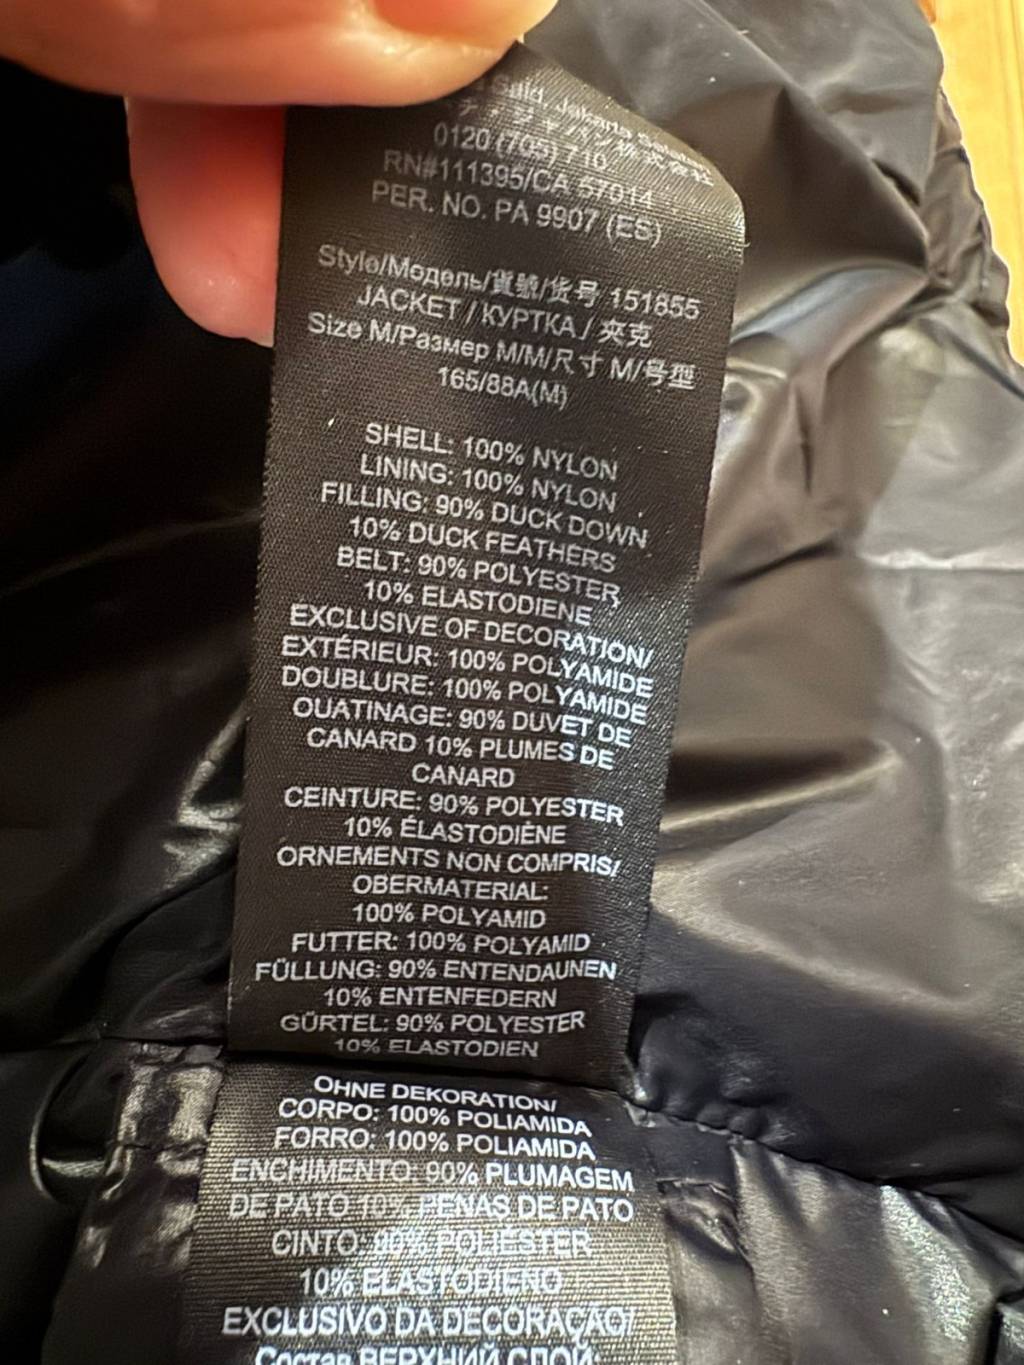 Jakarta Selatan
0120 (705) 710
RN#111395/CA 57014
PER. NO. PA 9907 (ES)
Style/Модель/貨號/货号 151855
JACKET / КУРТКА / 夾克
Size M/Размер M/M/尺寸 M/号型
165/88A(M)
SHELL: 100% NYLON
LINING: 100% NYLON
FILLING: 90% DUCK DOWN
10% DUCK FEATHERS
BELT: 90% POLYESTER
10% ELASTODIENE
EXCLUSIVE OF DECORATION/
EXTÉRIEUR: 100% POLYAMIDE
DOUBLURE: 100% POLYAMIDE
OUATINAGE: 90% DUVET DE
CANARD 10% PLUMES DE
CANARD
CEINTURE: 90% POLYESTER
10% ÉLASTODIÈNE
ORNEMENTS NON COMPRIS/
OBERMATERIAL:
100% POLYAMID
FUTTER: 100% POLYAMID
FÜLLUNG: 90% ENTENDAUNEN
10% ENTENFEDERN
GÜRTEL: 90% POLYESTER
10% ELASTODIEN
OHNE DEKORATION/
CORPO: 100% POLIAMIDA
FORRO: 100% POLIAMIDA
ENCHIMENTO: 90% PLUMAGEM
DE PATO 10% PENAS DE PATO
CINTO: 90% POLIÉSTER
10% ELASTODIENO
EXCLUSIVO DA DECORAÇÃO/
Состав ВЕРХНИЙ СЛОЙ: